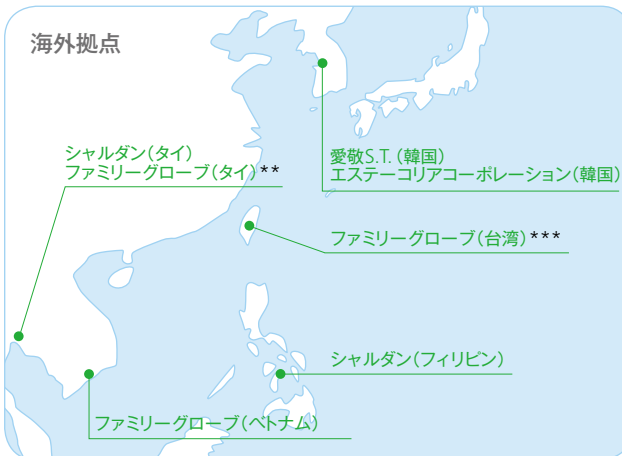 海外拠点
シャルダン（タイ）
ファミリーグローブ（タイ）**
愛敬S.T.（韓国）
エステーコリアコーポレーション（韓国）
ファミリーグローブ（台湾）***
シャルダン（フィリピン）
ファミリーグローブ（ベトナム）